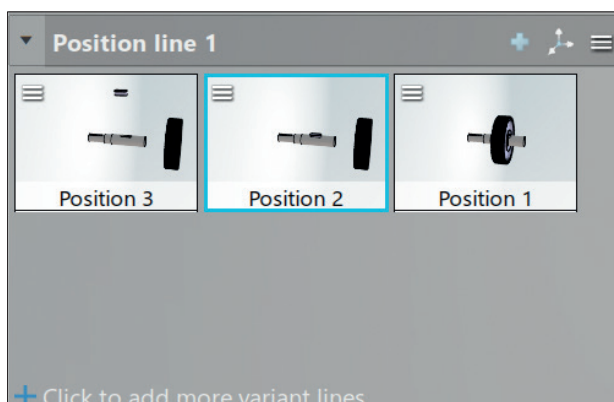 Position line 1
Position 3
Position 2
Position 1
Click to add more variant lines